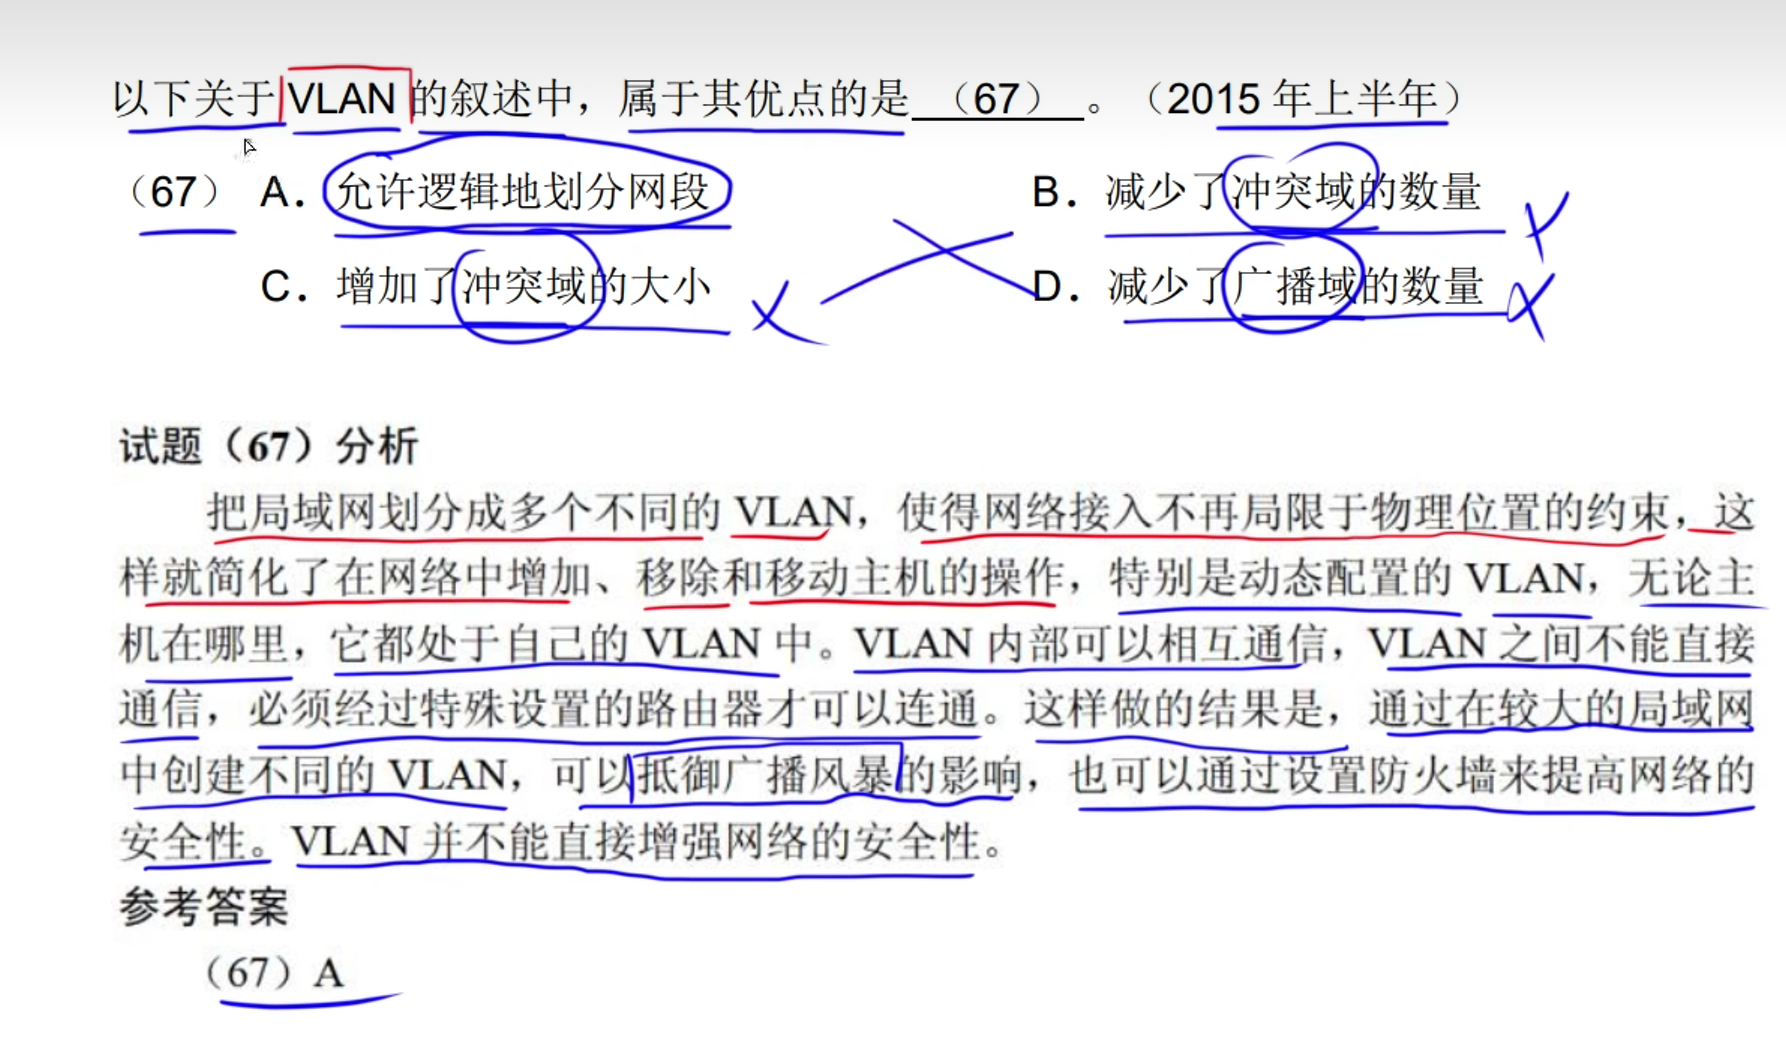 以下关于 VLAN 的叙述中，属于其优点的是 （67） 。（2015 年上半年）
（67） A. 允许逻辑地划分网段 B. 减少了冲突域的数量
C. 增加了冲突域的大小 D. 减少了广播域的数量
试题（67）分析
把局域网划分成多个不同的 VLAN，使得网络接入不再局限于物理位置的约束，这
样就简化了在网络中增加、移除和移动主机的操作，特别是动态配置的 VLAN，无论主
机在哪里，它都处于自己的 VLAN 中。VLAN 内部可以相互通信，VLAN 之间不能直接
通信，必须经过特殊设置的路由器才可以连通。这样做的结果是，通过在较大的局域网
中创建不同的 VLAN，可以抵御广播风暴的影响，也可以通过设置防火墙来提高网络的
安全性。VLAN 并不能直接增强网络的安全性。
参考答案
（67）A